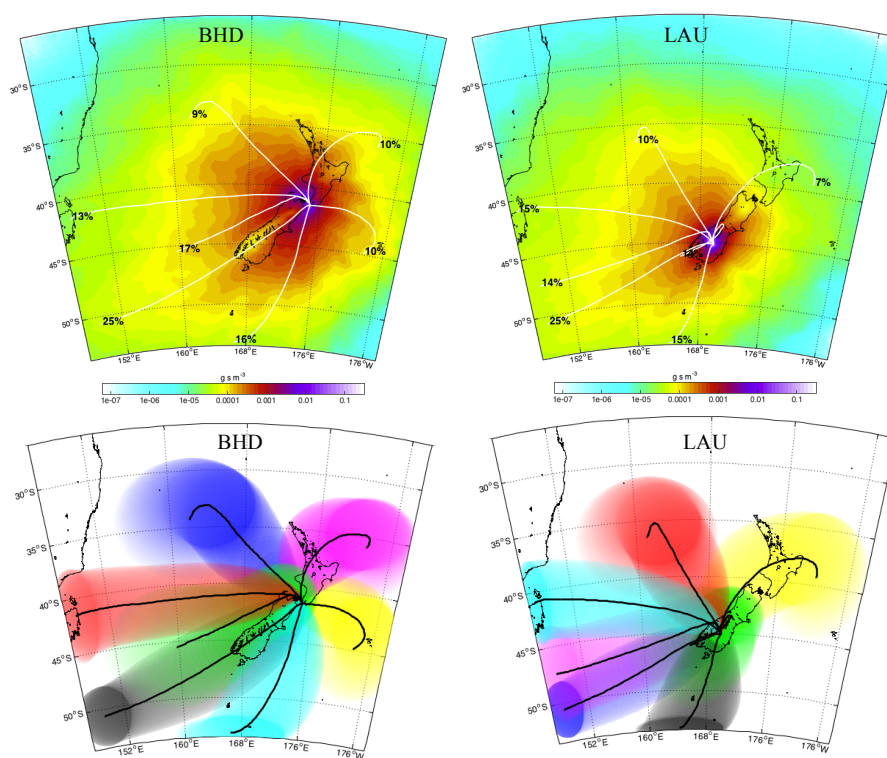 BHD
LAU
30°S
35°S
40°S
45°S
50°S
152°E
160°E
168°E
176°E
176°W
9%
10%
13%
17%
10%
25%
16%
30°S
35°S
40°S
45°S
50°S
152°E
160°E
168°E
176°E
176°W
10%
7%
15%
14%
25%
15%
g s m⁻³
1e-07 1e-06 1e-05 0.0001 0.001 0.01 0.1
g s m⁻³
1e-07 1e-06 1e-05 0.0001 0.001 0.01 0.1
BHD
LAU
30°S
35°S
40°S
45°S
50°S
152°E
160°E
168°E
176°E
176°W
30°S
35°S
40°S
45°S
50°S
152°E
160°E
168°E
176°E
176°W